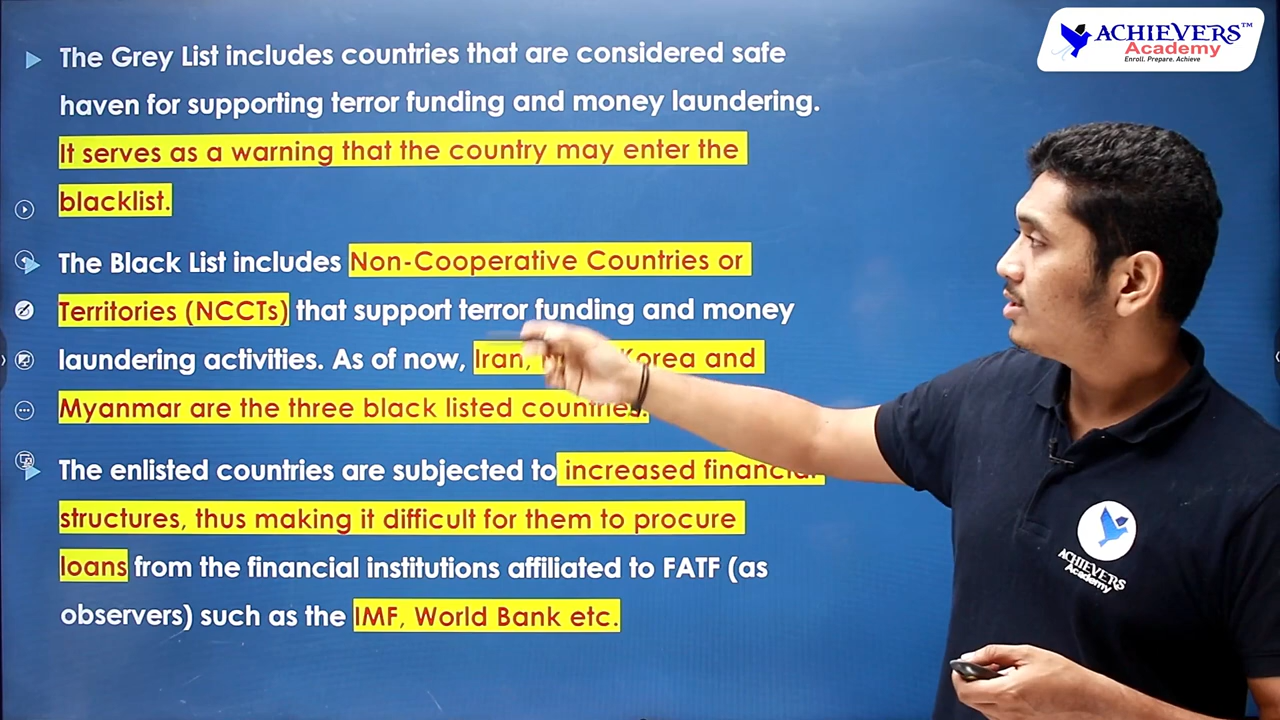 ACHIEVERS™
Academy
Enroll. Prepare. Achieve
The Grey List includes countries that are considered safe
haven for supporting terror funding and money laundering.
It serves as a warning that the country may enter the
blacklist.
The Black List includes Non-Cooperative Countries or
Territories (NCCTs) that support terror funding and money
laundering activities. As of now, Iran, Korea and
Myanmar are the three black listed countries.
The enlisted countries are subjected to increased financial
structures, thus making it difficult for them to procure
loans from the financial institutions affiliated to FATF (as
observers) such as the IMF, World Bank etc.
ACHIEVERS
Academy